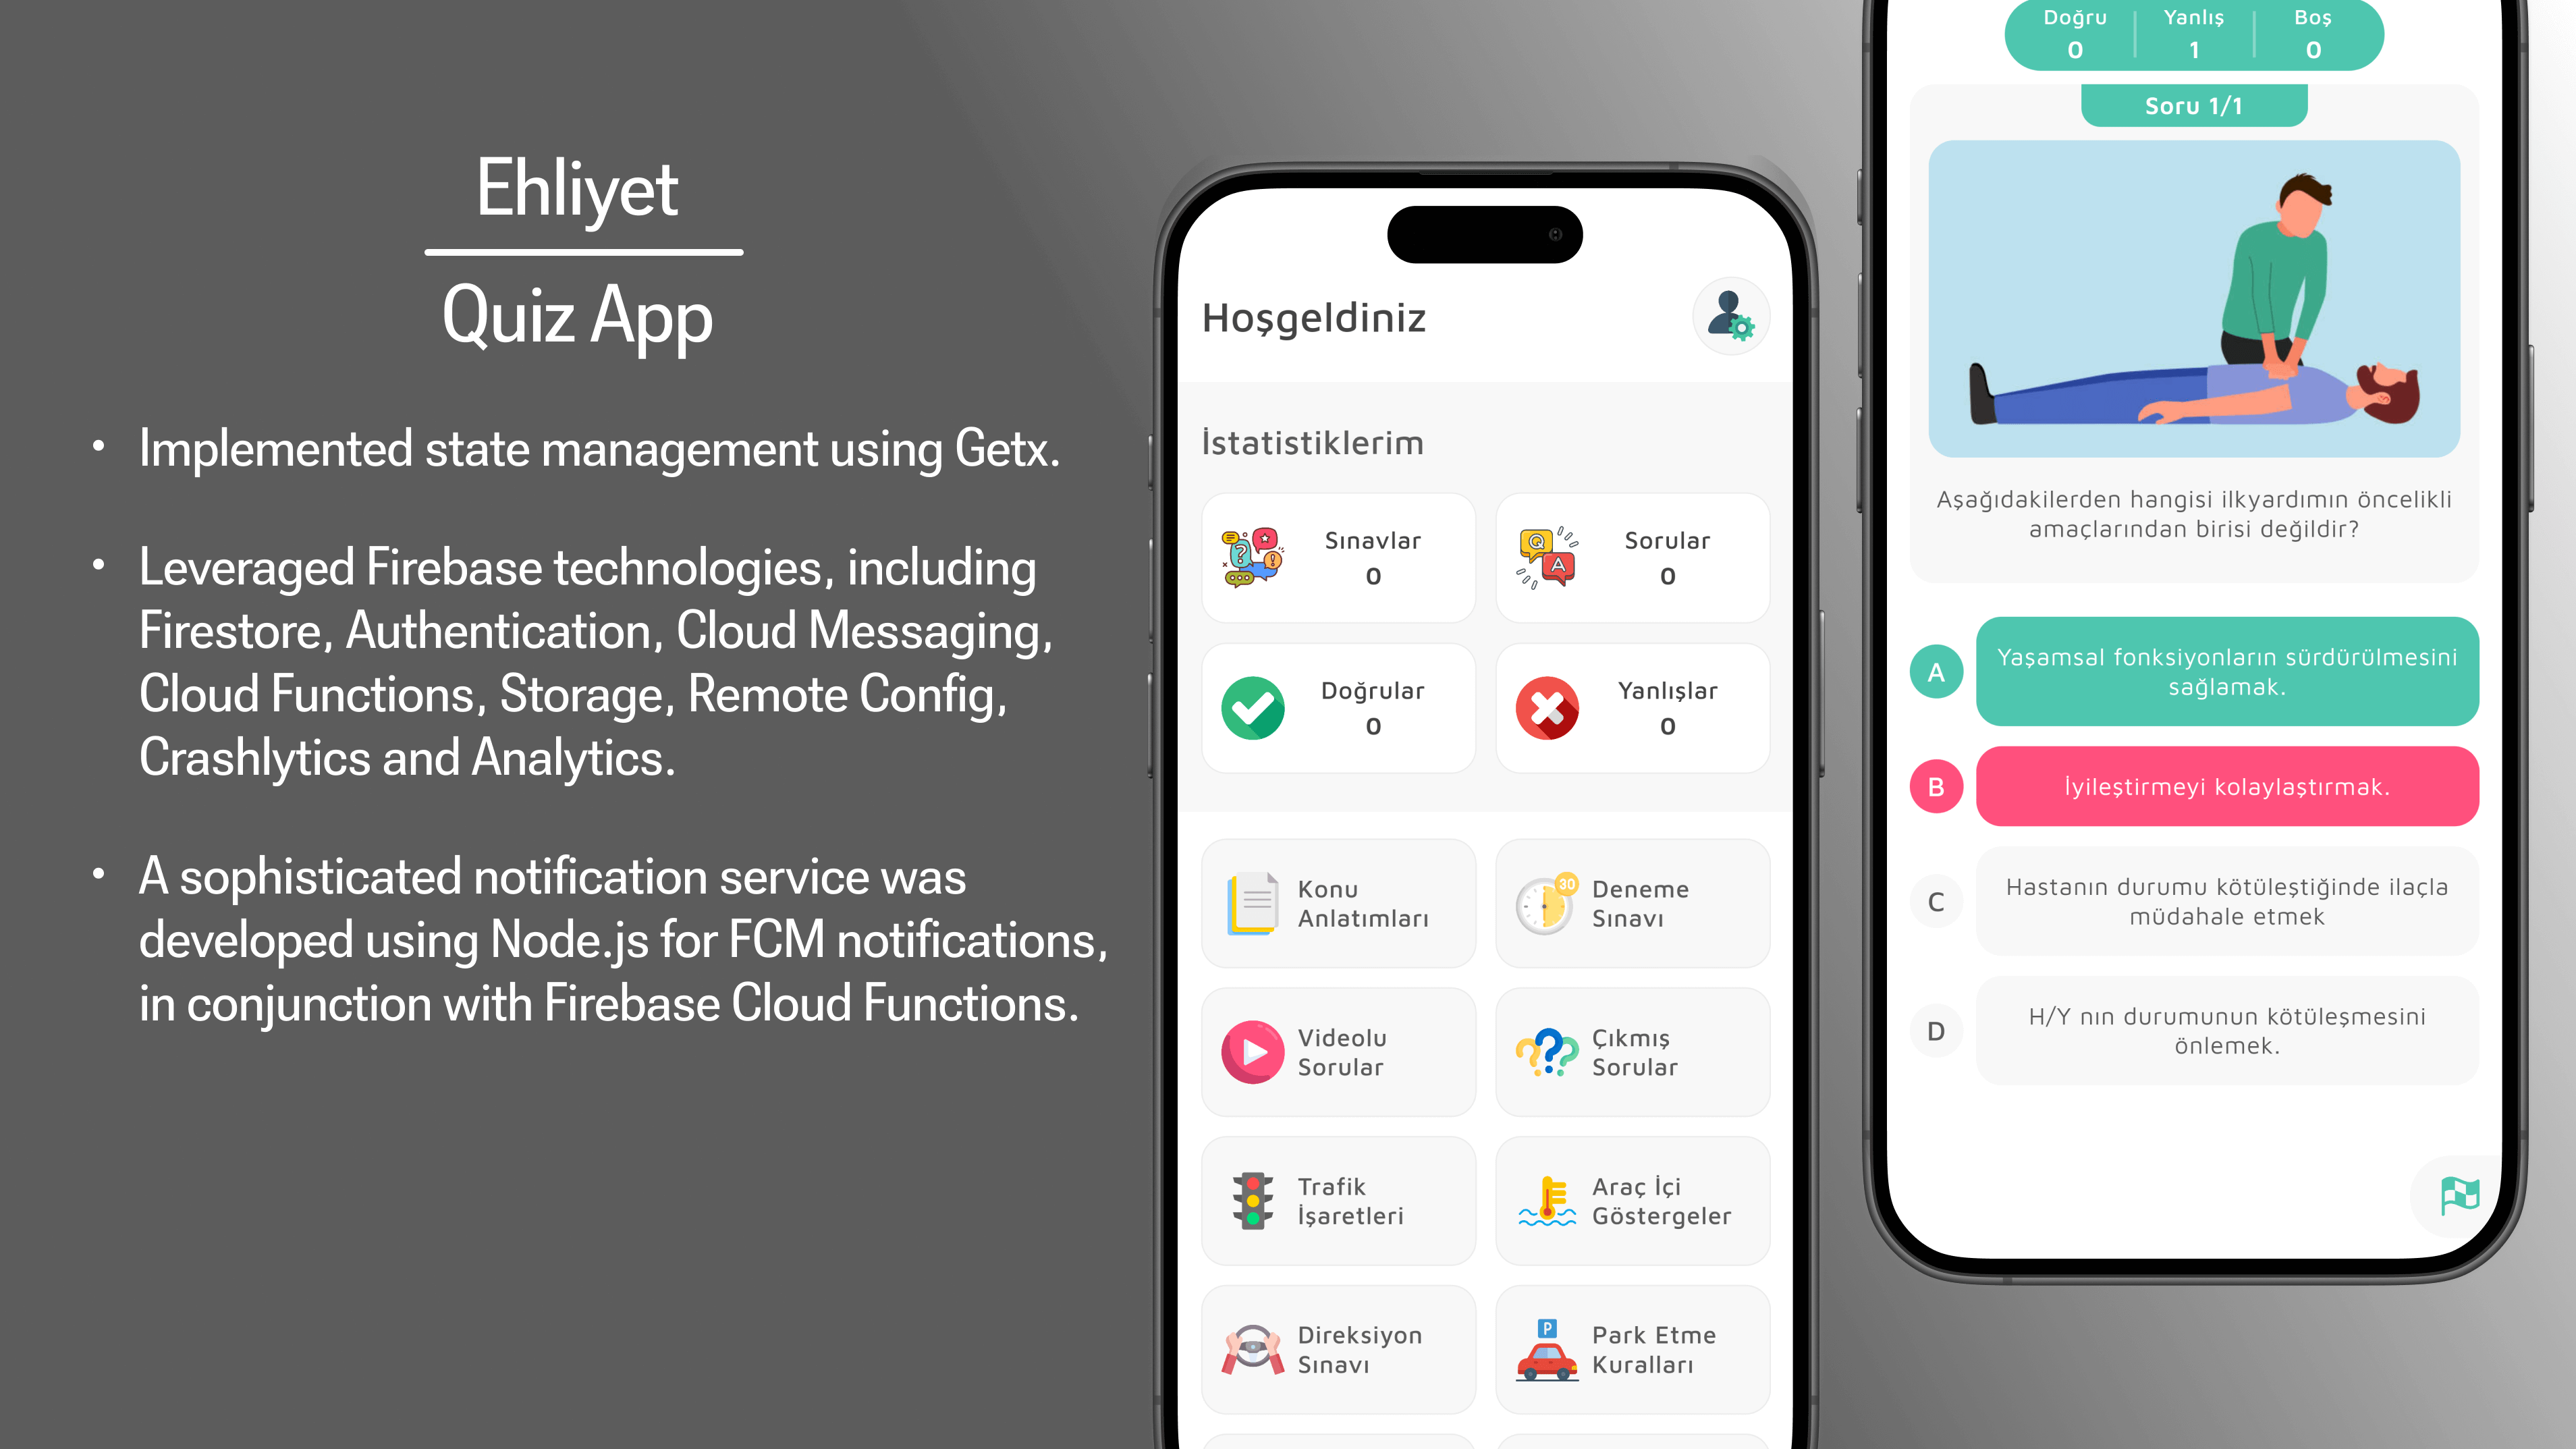 Ehliyet
Quiz App
• Implemented state management using Getx.
• Leveraged Firebase technologies, including
Firestore, Authentication, Cloud Messaging,
Cloud Functions, Storage, Remote Config,
Crashlytics and Analytics.
• A sophisticated notification service was
developed using Node.js for FCM notifications,
in conjunction with Firebase Cloud Functions.
Hoşgeldiniz
İstatistiklerim
Sınavlar
0
Q
A
Sorular
0
Doğrular
0
Yanlışlar
0
Konu
Anlatımları
30
Deneme
Sınavı
Videolu
Sorular
Çıkmış
Sorular
Trafik
İşaretleri
Araç İçi
Göstergeler
Direksiyon
Sınavı
P
Park Etme
Kuralları
Doğru
0
Yanlış
1
Boş
0
Soru 1/1
Aşağıdakilerden hangisi ilkyardımın öncelikli
amaçlarından birisi değildir?
A
Yaşamsal fonksiyonların sürdürülmesini
sağlamak.
B
İyileştirmeyi kolaylaştırmak.
C
Hastanın durumu kötüleştiğinde ilaçla
müdahale etmek
D
H/Y nın durumunun kötüleşmesini
önlemek.